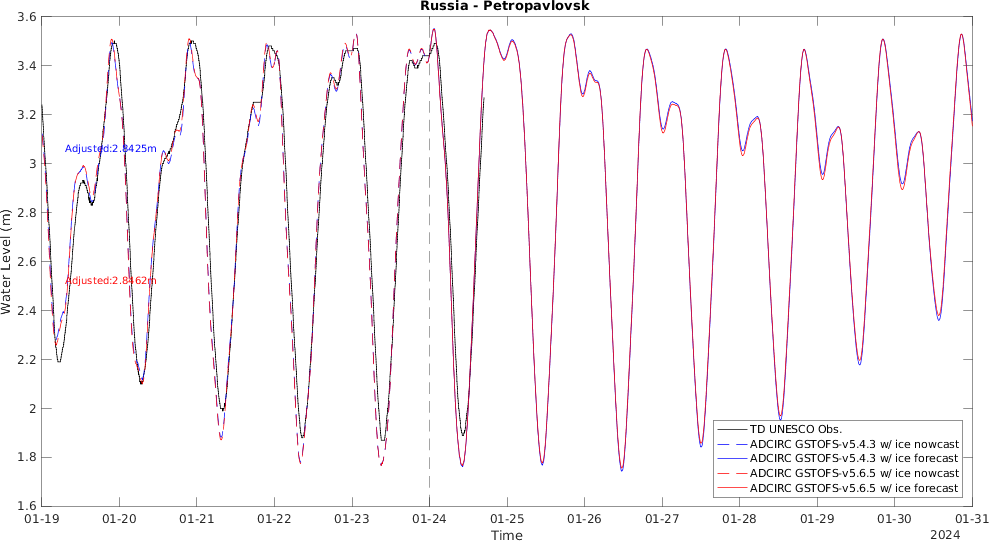 Russia - Petropavlovsk
3.6
3.4
3.2
3
2.8
2.6
2.4
2.2
2
1.8
1.6
Water Level (m)
Adjusted:2.8425m
Adjusted:2.8462m
TD UNESCO Obs.
ADCIRC GSTOFS-v5.4.3 w/ ice nowcast
ADCIRC GSTOFS-v5.4.3 w/ ice forecast
ADCIRC GSTOFS-v5.6.5 w/ ice nowcast
ADCIRC GSTOFS-v5.6.5 w/ ice forecast
01-19 01-20 01-21 01-22 01-23 01-24 01-25 01-26 01-27 01-28 01-29 01-30 01-31
Time
2024